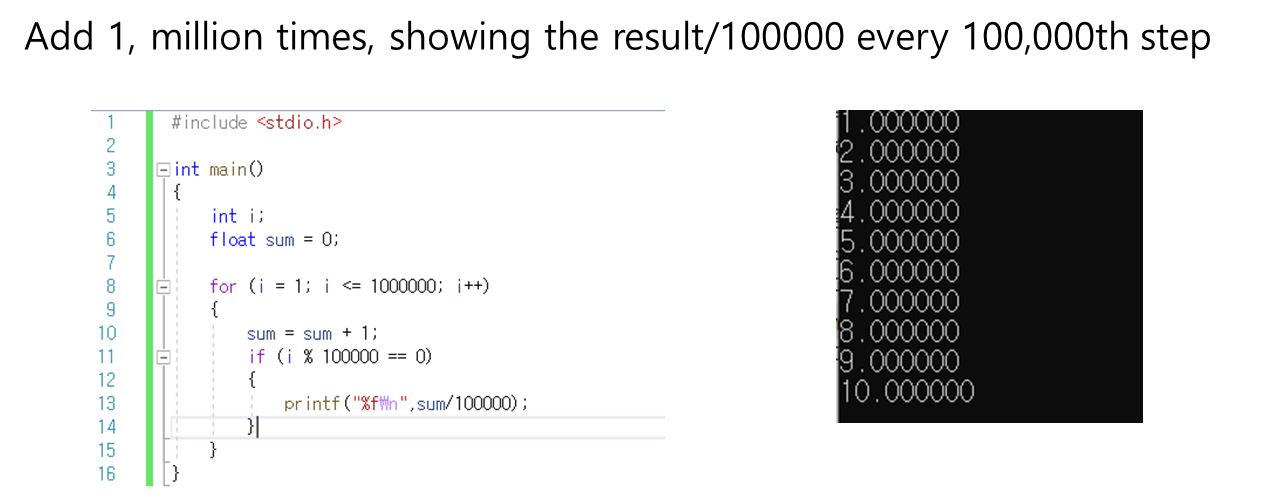 Add 1, million times, showing the result/100000 every 100,000th step
1 #include <stdio.h>
2
3 int main()
4 {
5 int i;
6 float sum = 0;
7
8 for (i = 1; i <= 1000000; i++)
9 {
10 sum = sum + 1;
11 if (i % 100000 == 0)
12 {
13 printf("%f₩n",sum/100000);
14 }
15 }
16 }
1.000000
2.000000
3.000000
4.000000
5.000000
6.000000
7.000000
8.000000
9.000000
10.000000